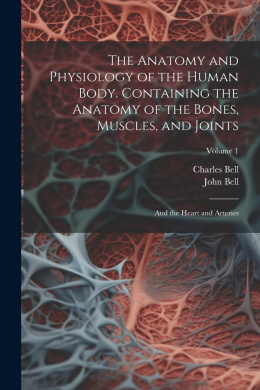 The Anatomy and
Physiology of the Human
Body. Containing the
Anatomy of the Bones,
Muscles, and Joints
Volume 1
Charles Bell
John Bell
And the Heart and Arteries